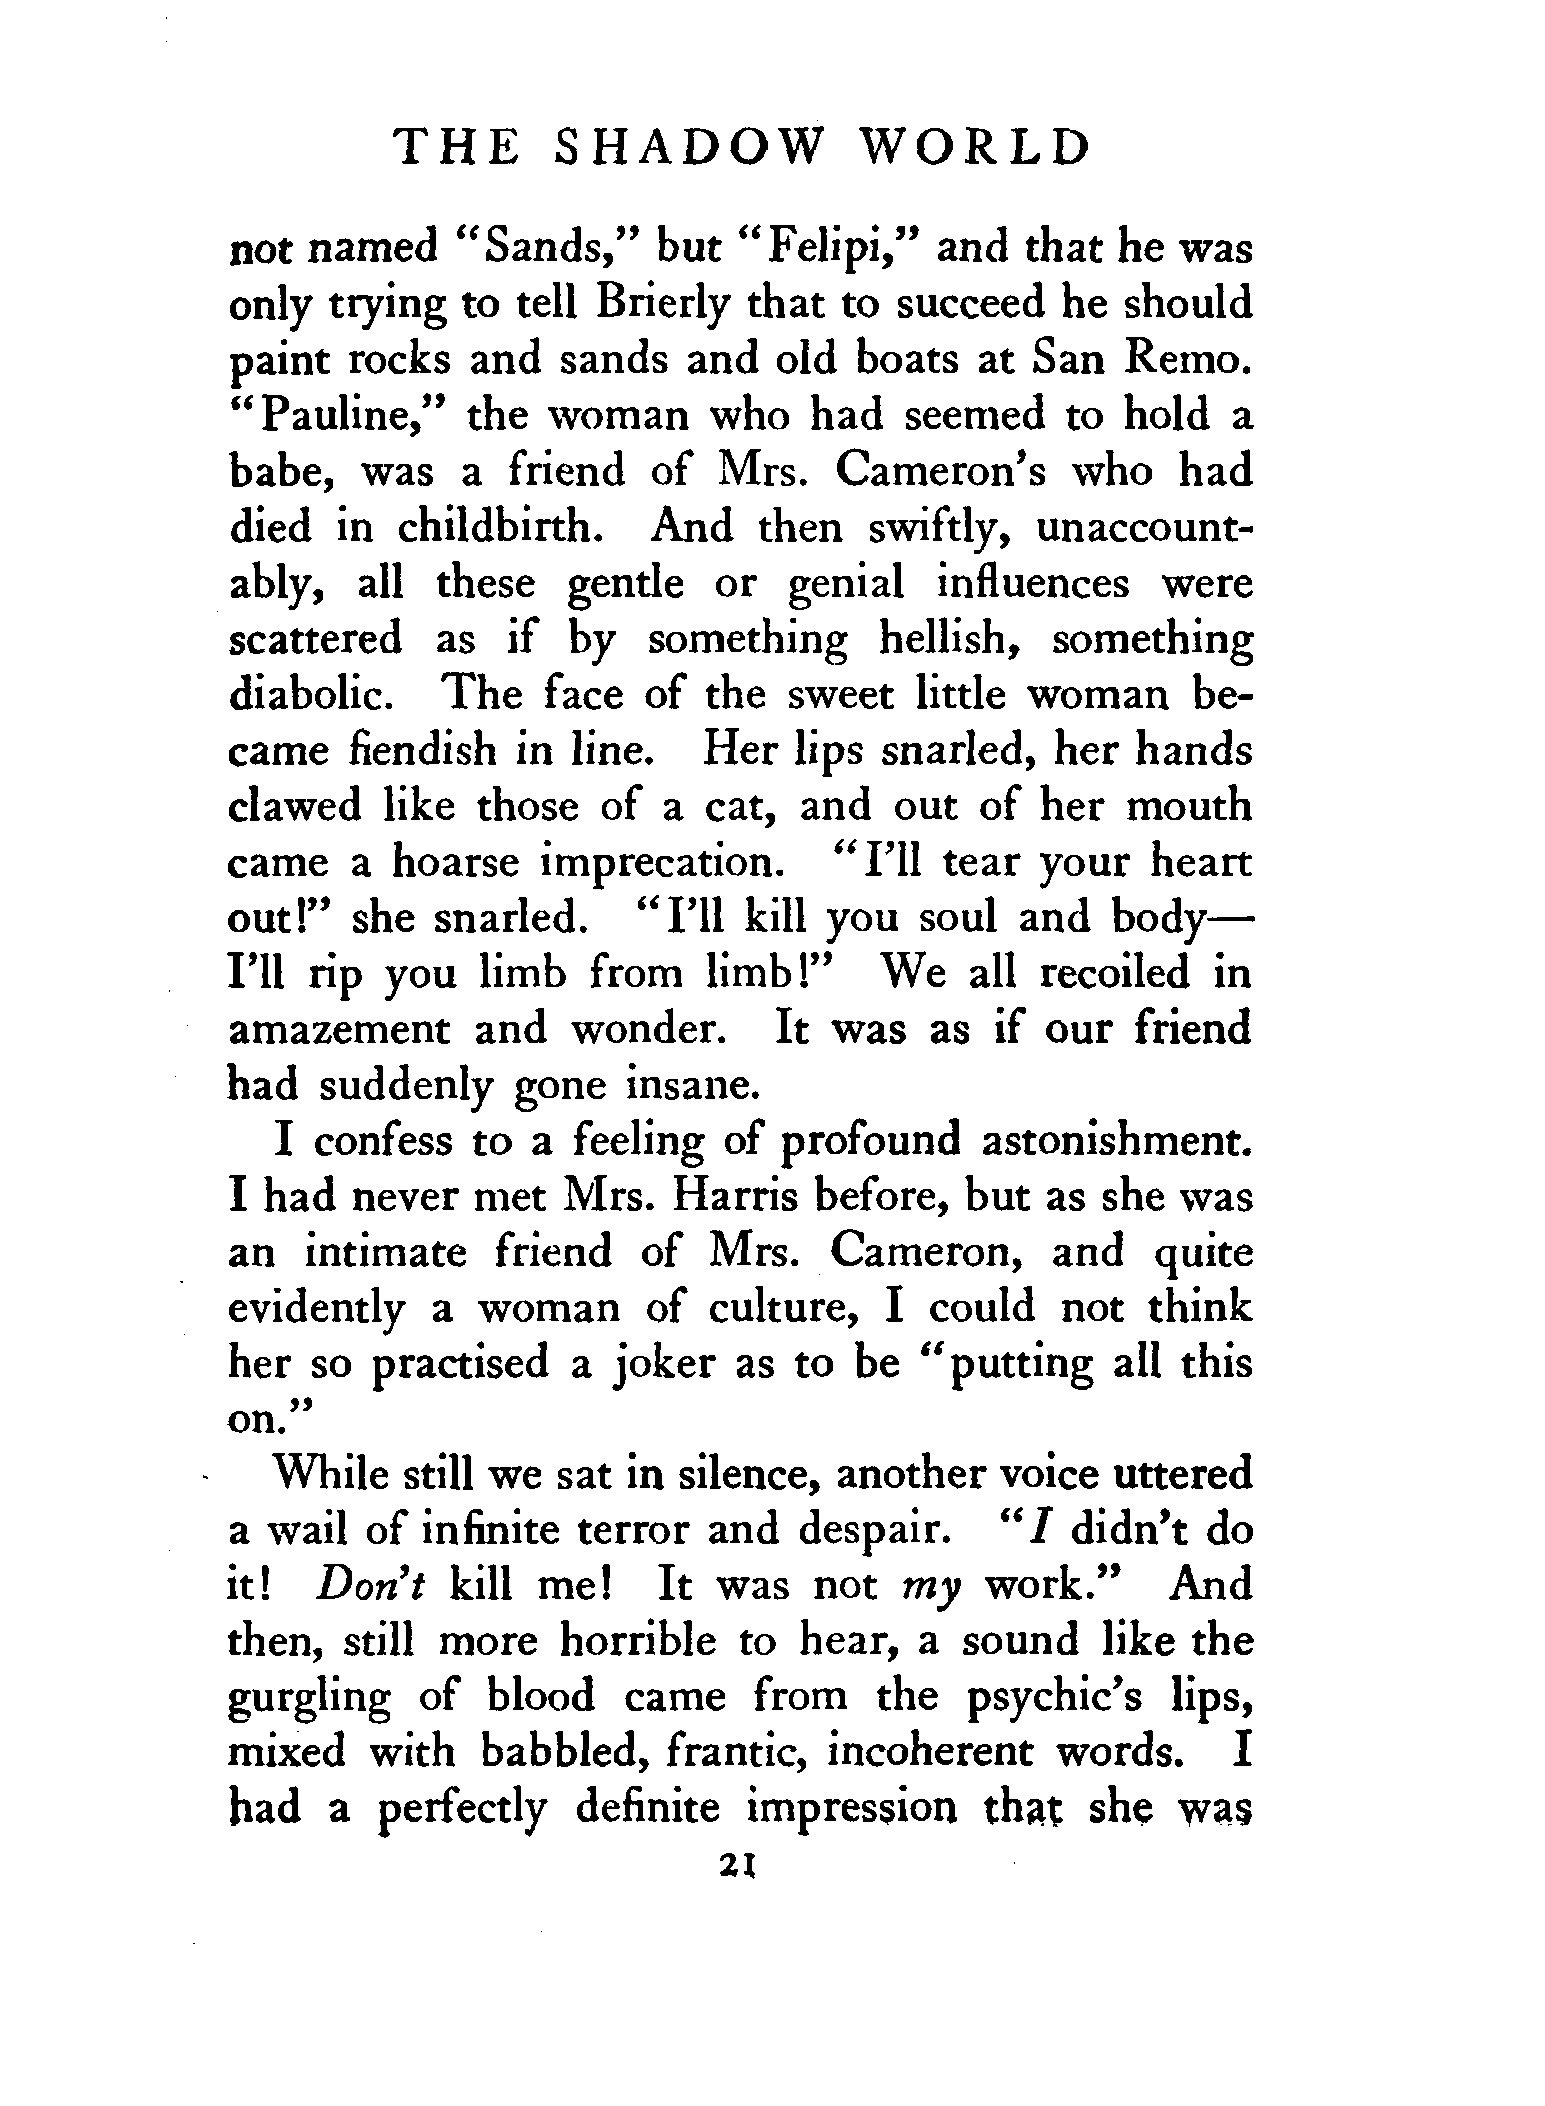 THE SHADOW WORLD
not named "Sands," but "Felipi," and that he was
only trying to tell Brierly that to succeed he should
paint rocks and sands and old boats at San Remo.
"Pauline," the woman who had seemed to hold a
babe, was a friend of Mrs. Cameron's who had
died in childbirth. And then swiftly, unaccount-
ably, all these gentle or genial influences were
scattered as if by something hellish, something
diabolic. The face of the sweet little woman be-
came fiendish in line. Her lips snarled, her hands
clawed like those of a cat, and out of her mouth
came a hoarse imprecation. "I'll tear your heart
out!" she snarled. "I'll kill you soul and body—
I'll rip you limb from limb!" We all recoiled in
amazement and wonder. It was as if our friend
had suddenly gone insane.
I confess to a feeling of profound astonishment.
I had never met Mrs. Harris before, but as she was
an intimate friend of Mrs. Cameron, and quite
evidently a woman of culture, I could not think
her so practised a joker as to be "putting all this
on."
While still we sat in silence, another voice uttered
a wail of infinite terror and despair. "I didn't do
it! Don't kill me! It was not my work." And
then, still more horrible to hear, a sound like the
gurgling of blood came from the psychic's lips,
mixed with babbled, frantic, incoherent words. I
had a perfectly definite impression that she was
21